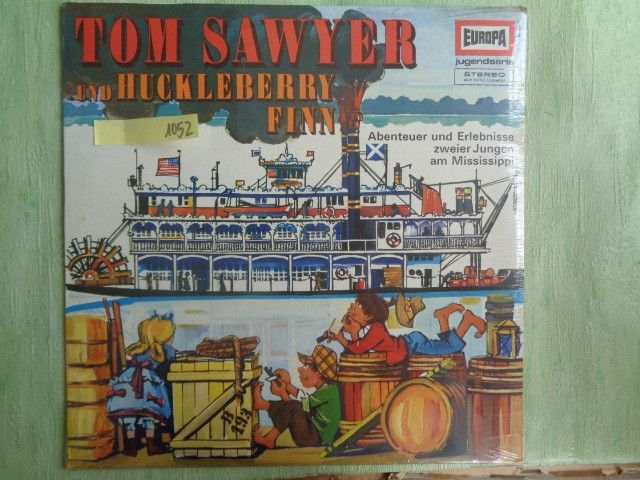 TOM SAWYER
UND HUCKLEBERRY
FINN
1052
EUROPA
jugendserie
STEREO
Abenteuer und Erlebnisse
zweier Jungen
am Mississippi